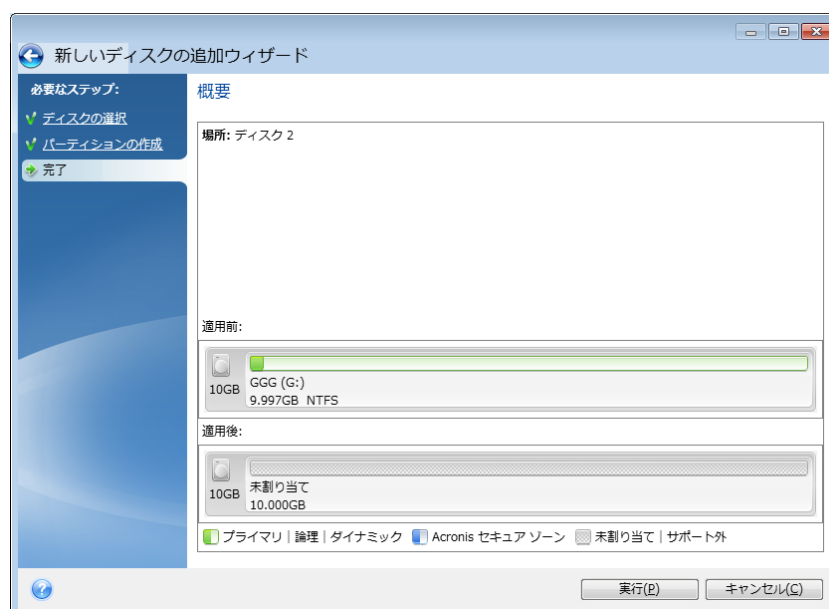 新しいディスクの追加ウィザード
必要なステップ:
ディスクの選択
パーティションの作成
完了
概要
場所: ディスク 2
適用前:
10GB
GGG (G:)
9.997GB NTFS
適用後:
10GB
未割り当て
10.000GB
プライマリ | 論理 | ダイナミック Acronis セキュア ゾーン 未割り当て | サポート外
実行(P) キャンセル(C)